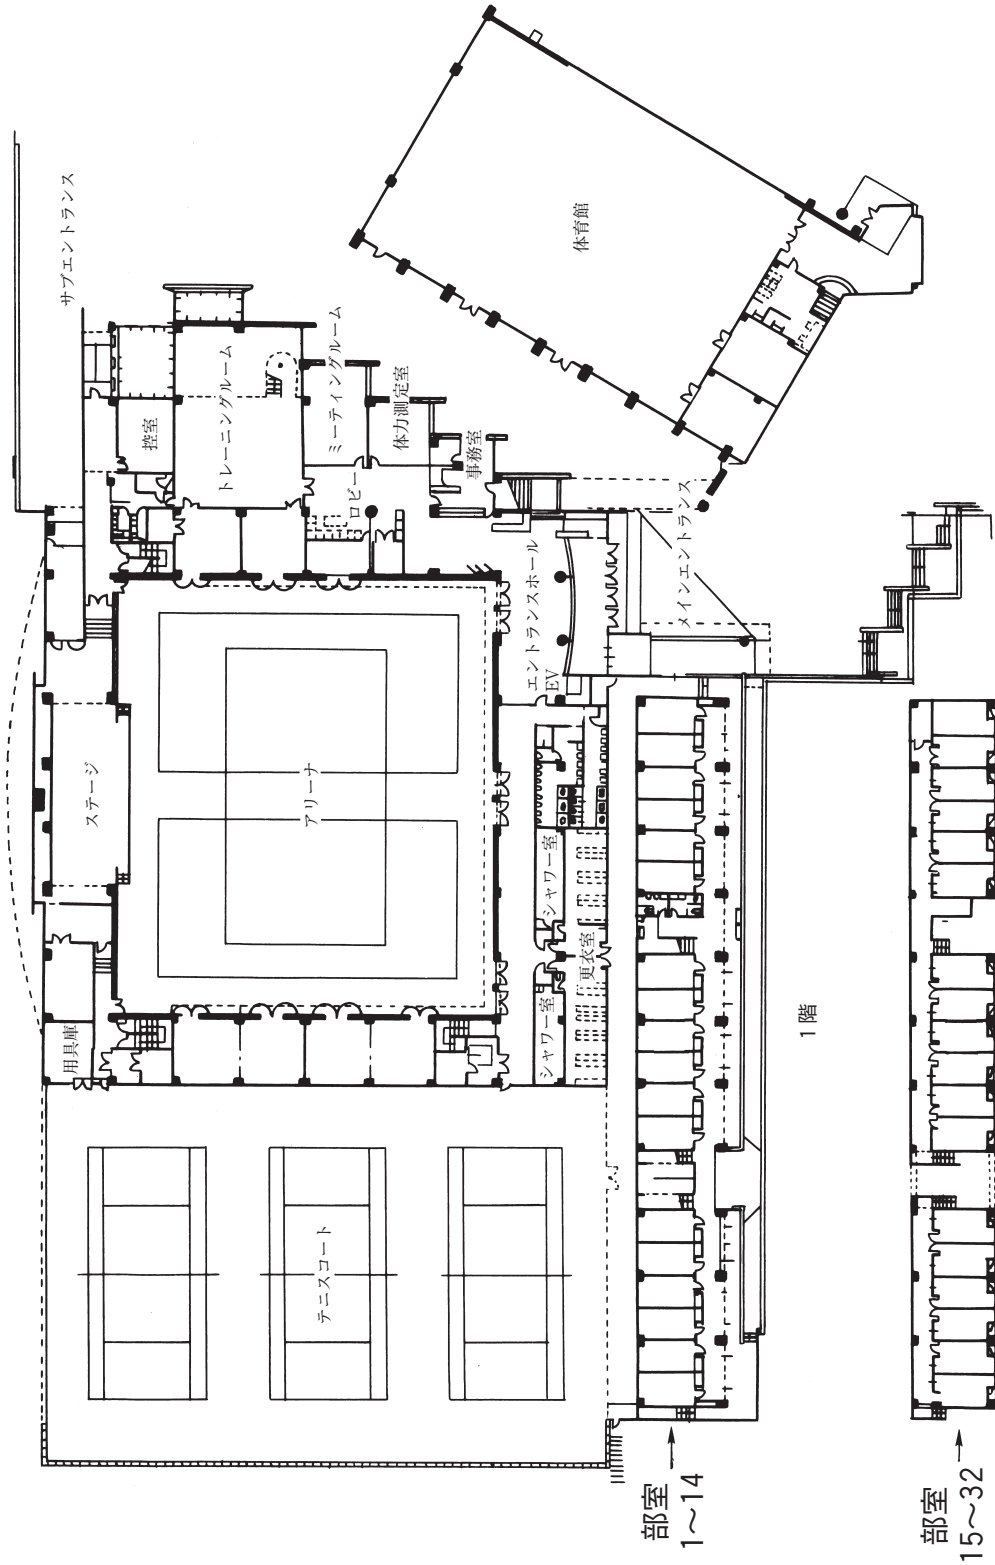 サブエントランス
控室
トレーニングルーム
ミーティングルーム
体力測定室
事務室
ロビー
体育館
メインエントランス
エントランスホール
EV
ステージ
アリーナ
シャワー室
更衣室
シャワー室
用具庫
テニスコート
1階
部室
1〜14
部室
15〜32